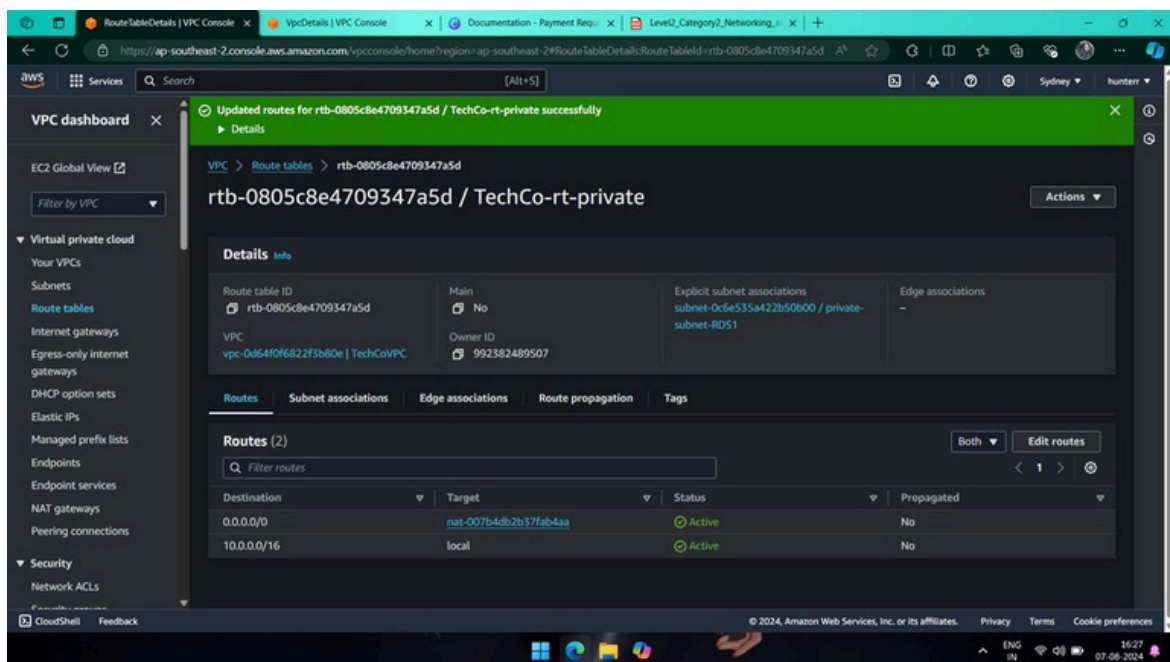 RouteTableDetails | VPC Console
VpcDetails | VPC Console
Documentation - Payment Requ
Level2_Category2_Networking_a
https://ap-southeast-2.console.aws.amazon.com/vpcconsole/home?region=ap-southeast-2#RouteTableDetails:RouteTableId=rtb-0805c8e4709347a5d
aws
Services
Search
[Alt+S]
Sydney
hunterr
VPC dashboard
EC2 Global View
Filter by VPC
Virtual private cloud
Your VPCs
Subnets
Route tables
Internet gateways
Egress-only internet
gateways
DHCP option sets
Elastic IPs
Managed prefix lists
Endpoints
Endpoint services
NAT gateways
Peering connections
Security
Network ACLs
Updated routes for rtb-0805c8e4709347a5d / TechCo-rt-private successfully
Details
VPC > Route tables > rtb-0805c8e4709347a5d
rtb-0805c8e4709347a5d / TechCo-rt-private
Actions
Details Info
Route table ID
rtb-0805c8e4709347a5d
Main
No
Explicit subnet associations
subnet-0c6e535a422b50b00 / private-
subnet-RDS1
Edge associations
–
VPC
vpc-0d64f0f6822f3b80e | TechCoVPC
Owner ID
992382489507
Routes Subnet associations Edge associations Route propagation Tags
Routes (2)
Both
Edit routes
Filter routes
1
Destination Target Status Propagated
0.0.0.0/0 nat-007b4db2b37fab4aa Active No
10.0.0.0/16 local Active No
CloudShell Feedback
© 2024, Amazon Web Services, Inc. or its affiliates. Privacy Terms Cookie preferences
ENG
IN
16:27
07-08-2024